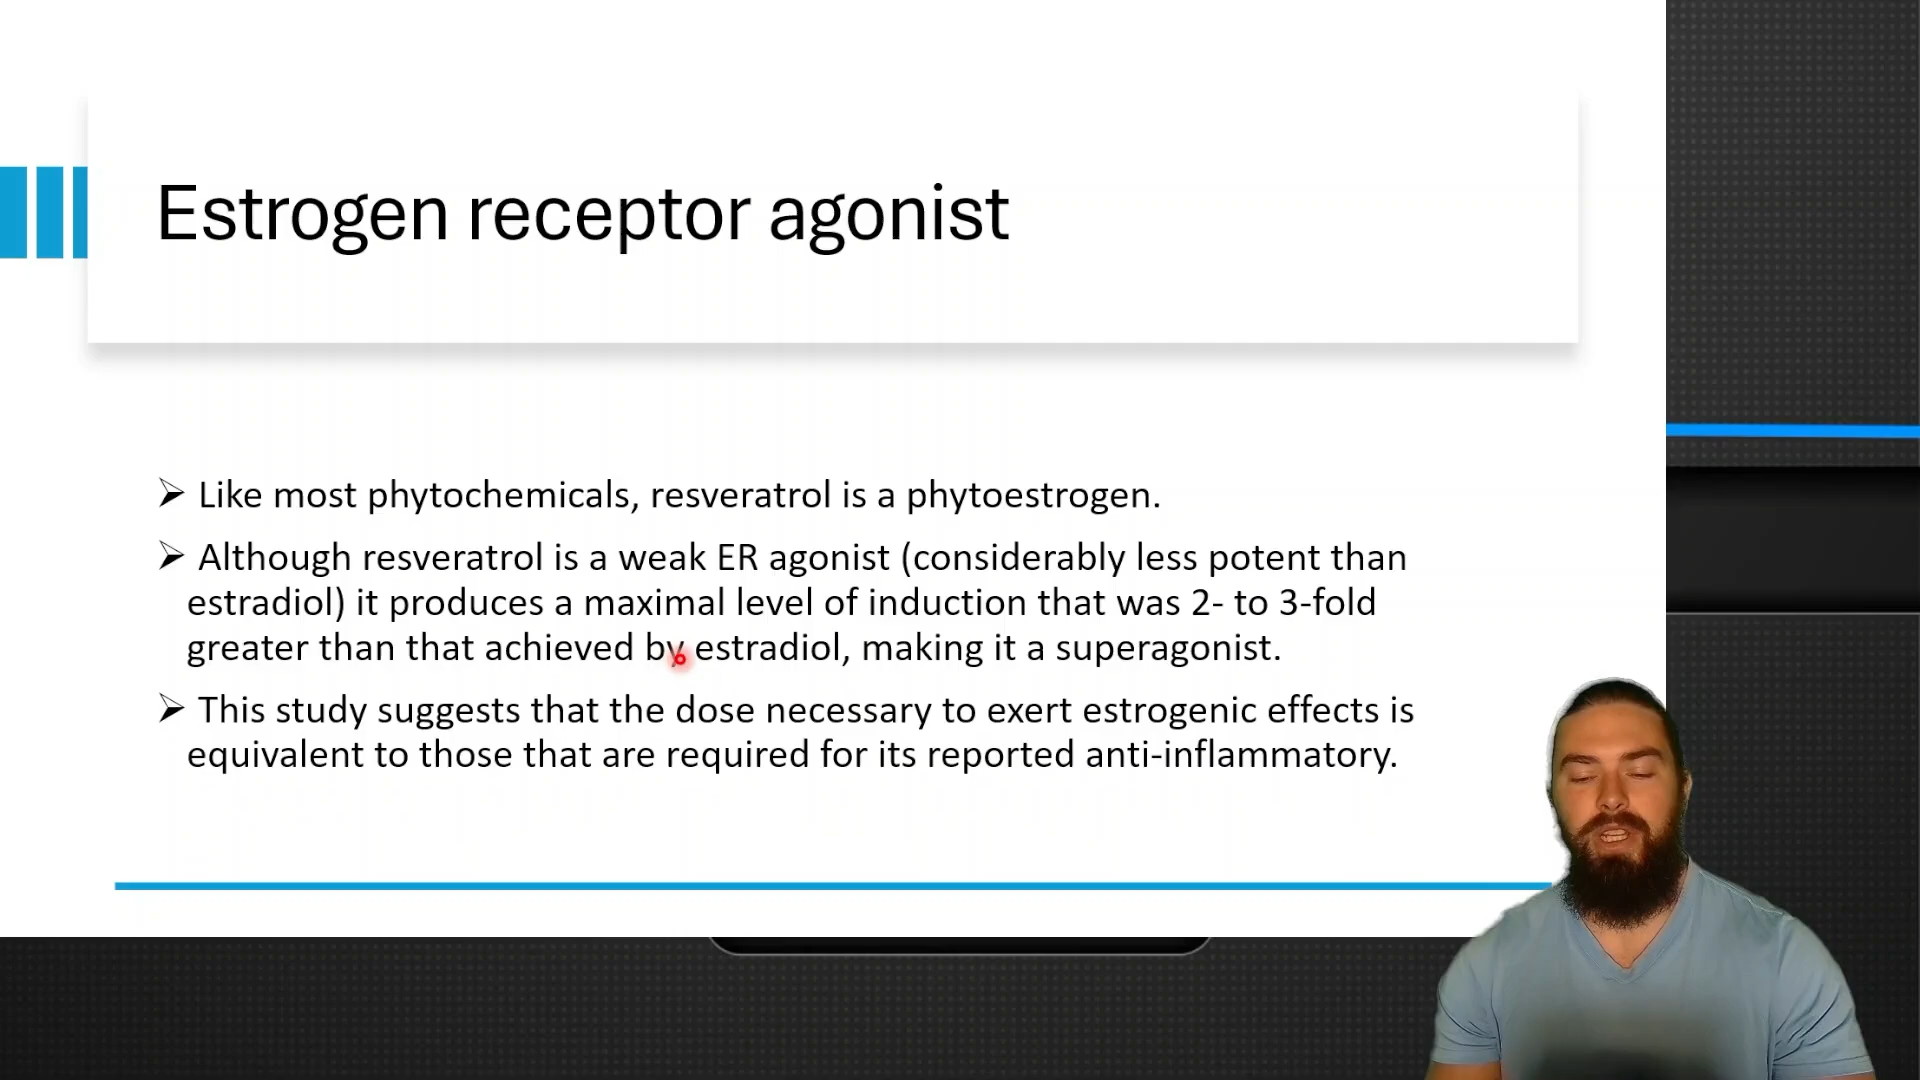 Estrogen receptor agonist
Like most phytochemicals, resveratrol is a phytoestrogen.
Although resveratrol is a weak ER agonist (considerably less potent than
estradiol) it produces a maximal level of induction that was 2- to 3-fold
greater than that achieved by estradiol, making it a superagonist.
This study suggests that the dose necessary to exert estrogenic effects is
equivalent to those that are required for its reported anti-inflammatory.